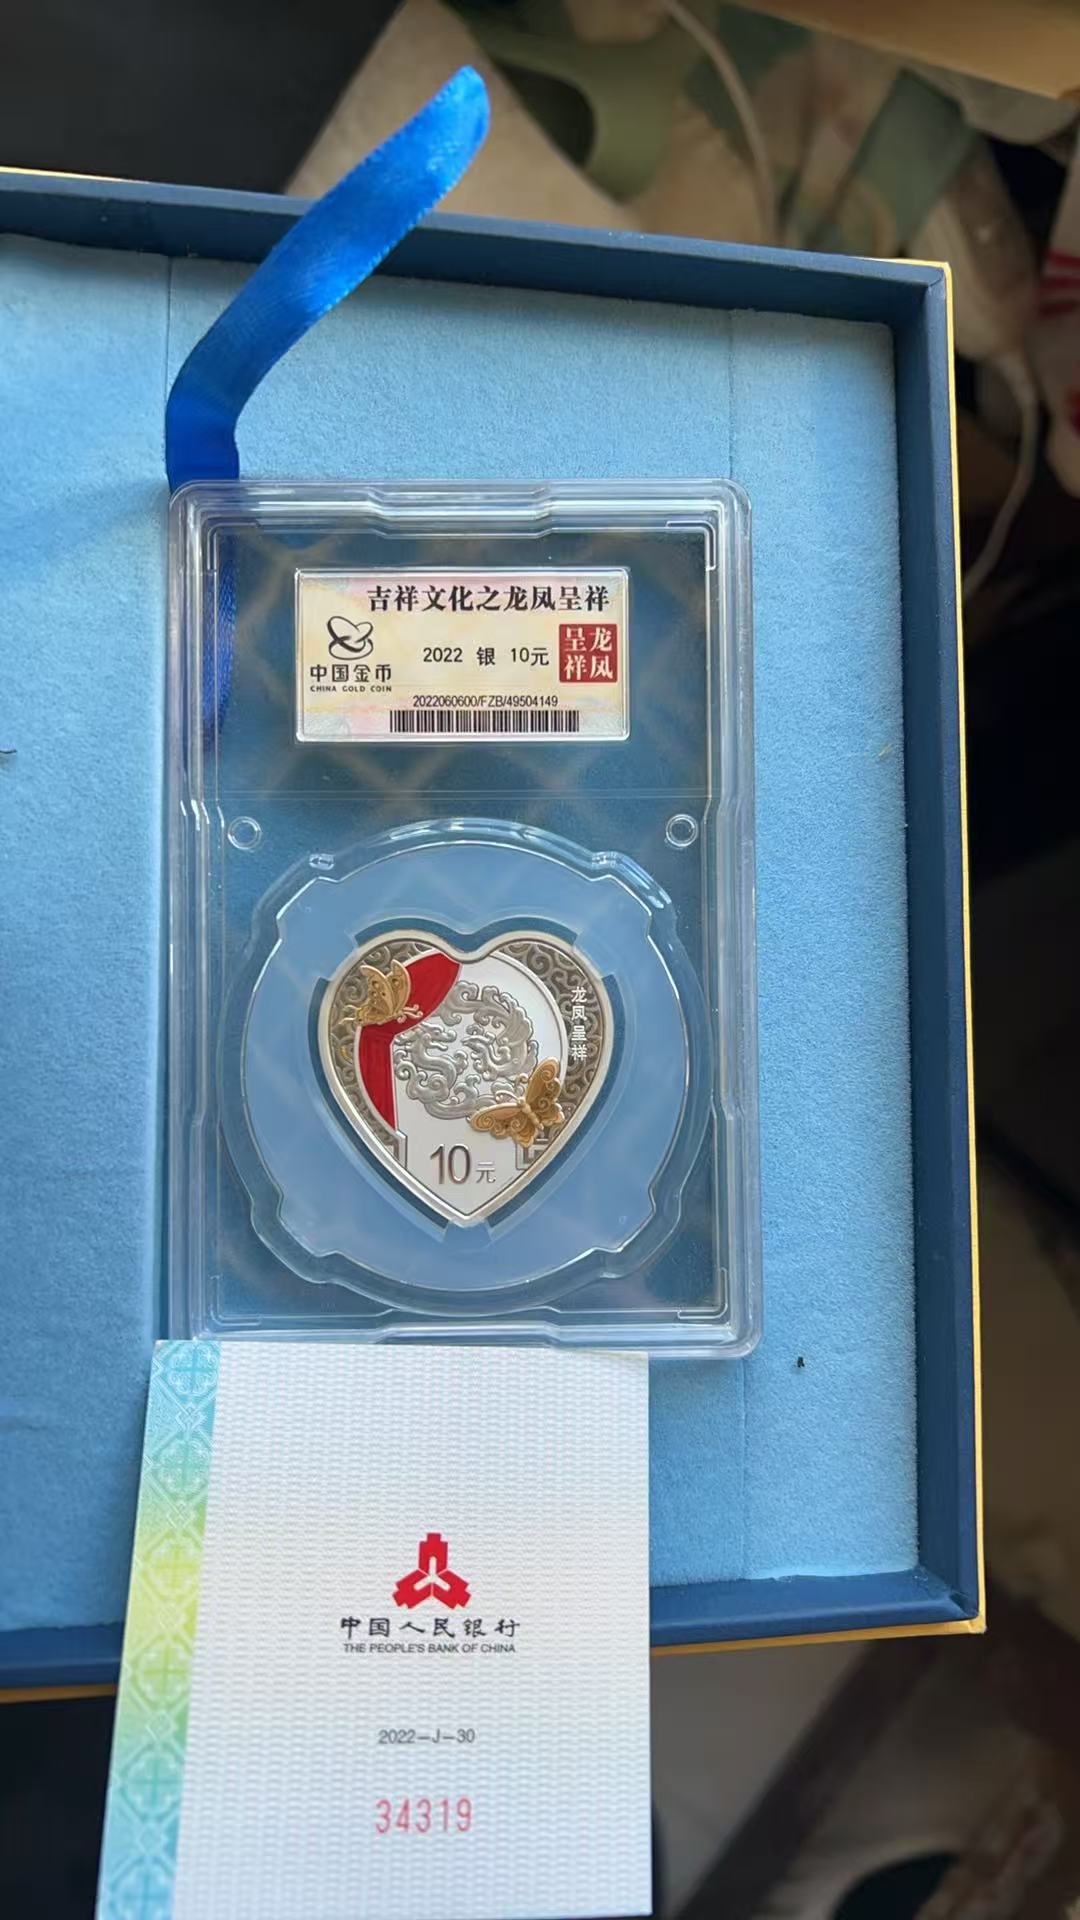 吉祥文化之龙凤呈祥
中国金币
CHINA GOLD COIN
2022 银 10元
龙凤
呈祥
2022060600/FZB/49504149
龙凤呈祥
10元
中国人民银行
THE PEOPLE'S BANK OF CHINA
2022-J-30
34319